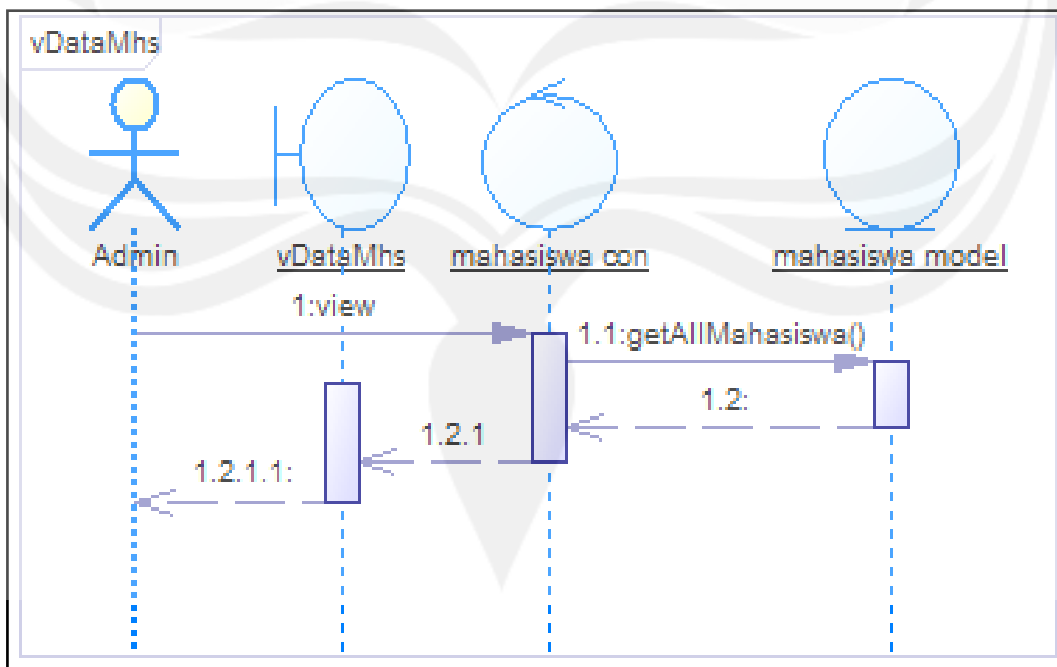 vDataMhs
Admin
vDataMhs
mahasiswa con
mahasiswa model
1:view
1.1:getAllMahasiswa()
1.2:
1.2.1
1.2.1.1: